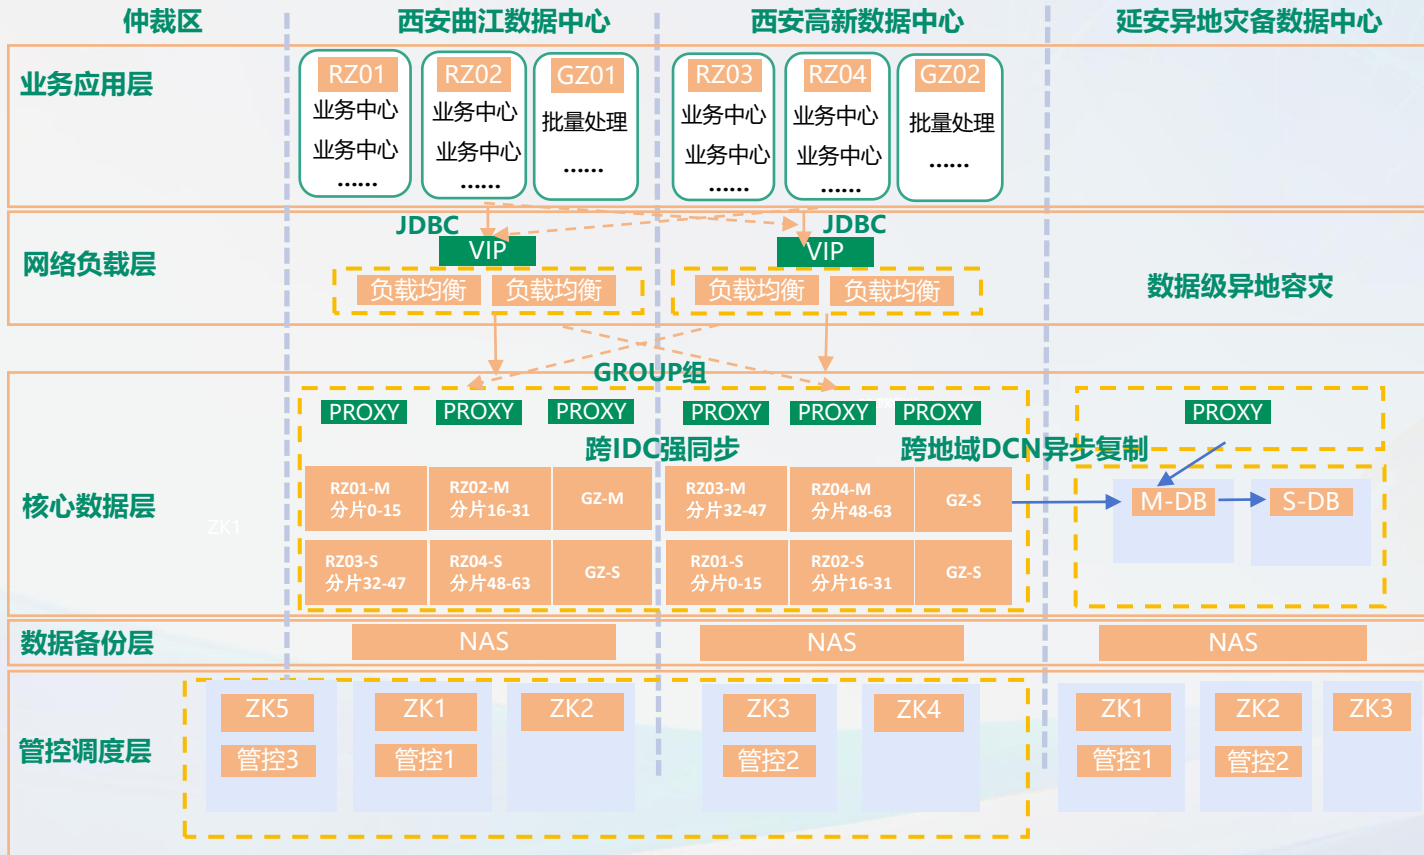 仲裁区
西安曲江数据中心
西安高新数据中心
延安异地灾备数据中心
业务应用层
RZ01
业务中心
业务中心
......
RZ02
业务中心
业务中心
......
GZ01
批量处理
......
RZ03
业务中心
业务中心
......
RZ04
业务中心
业务中心
......
GZ02
批量处理
......
网络负载层
JDBC
VIP
负载均衡
负载均衡
JDBC
VIP
负载均衡
负载均衡
数据级异地容灾
GROUP组
核心数据层
ZK1
PROXY
PROXY
PROXY
PROXY
PROXY
PROXY
PROXY
跨IDC强同步
跨地域DCN异步复制
RZ01-M
分片0-15
RZ02-M
分片16-31
GZ-M
RZ03-M
分片32-47
RZ04-M
分片48-63
GZ-S
M-DB
S-DB
RZ03-S
分片32-47
RZ04-S
分片48-63
GZ-S
RZ01-S
分片0-15
RZ02-S
分片16-31
GZ-S
数据备份层
NAS
NAS
NAS
管控调度层
ZK5
管控3
ZK1
管控1
ZK2
ZK3
管控2
ZK4
ZK1
管控1
ZK2
管控2
ZK3